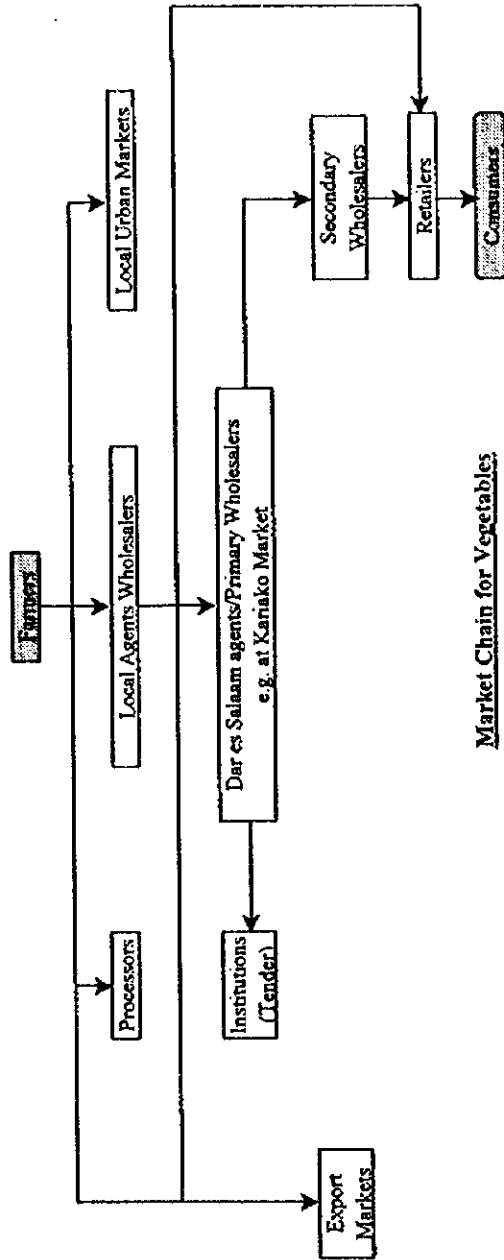 Farmers
Processors
Local Agents Wholesalers
Local Urban Markets
Dar es Salaam agents/Primary Wholesalers
e.g. at Kariako Market
Institutions
(Tender)
Export
Markets
Secondary
Wholesalers
Retailers
Consumers
Market Chain for Vegetables